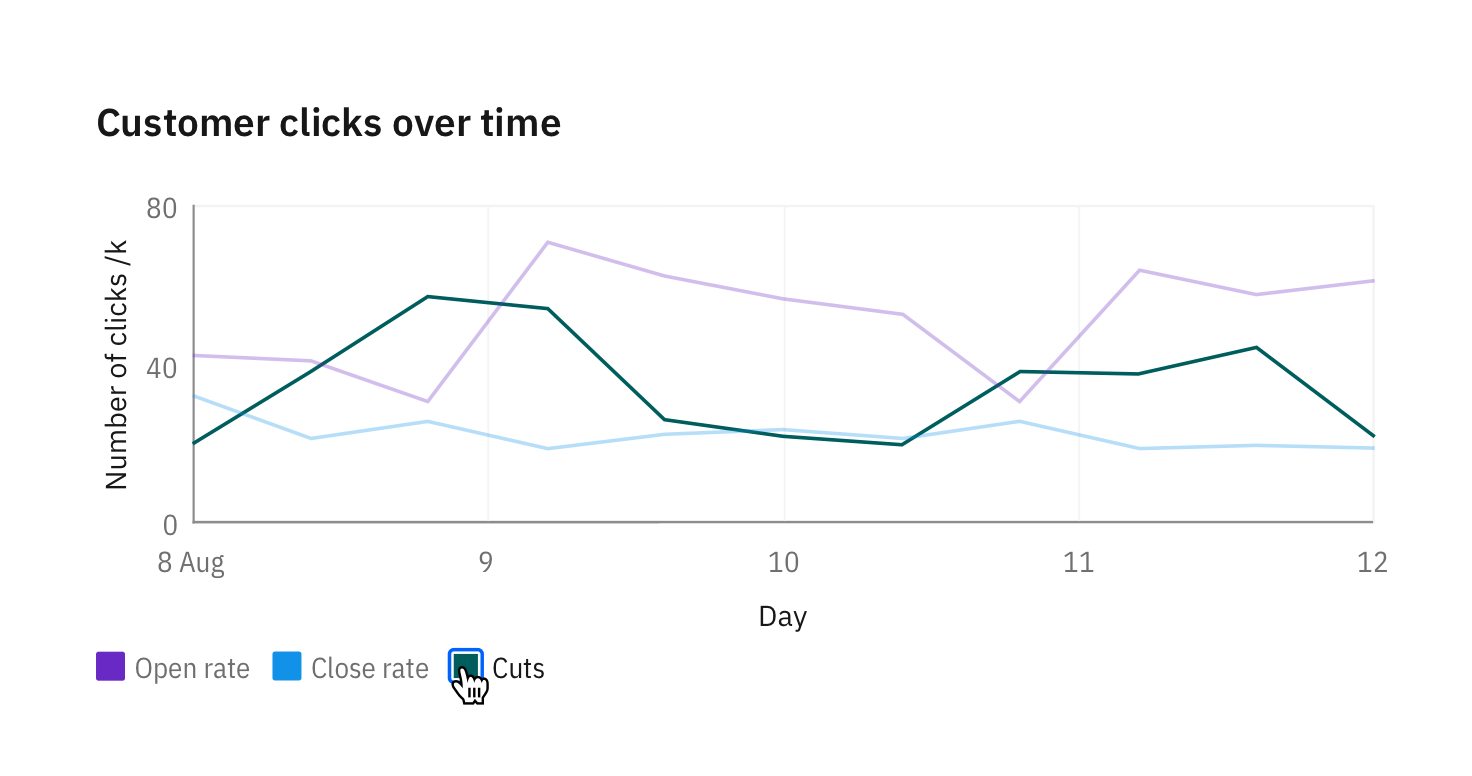 Customer clicks over time
80
40
0
Number of clicks /k
8 Aug 9 10 11 12
Day
Open rate Close rate Cuts